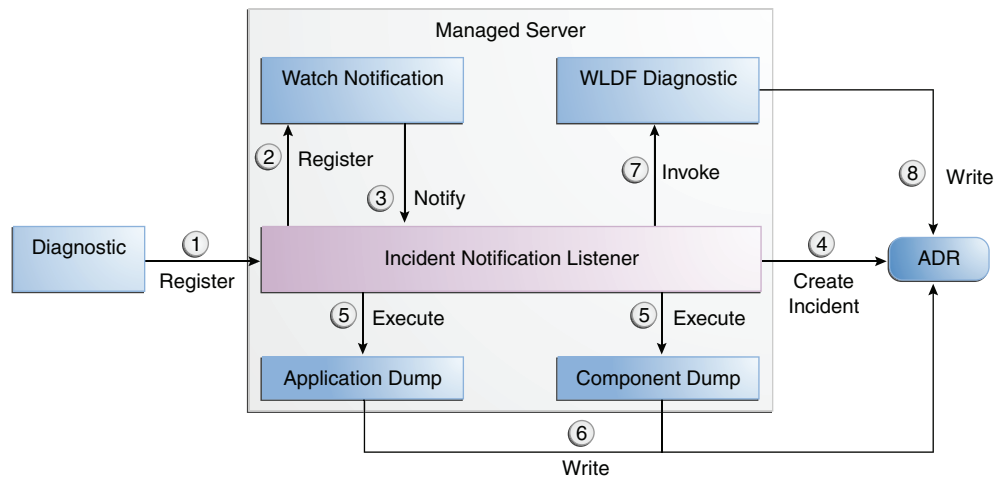 Managed Server
Watch Notification
WLDF Diagnostic
2
Register
7
Invoke
8
Write
3
Notify
Diagnostic
1
Register
Incident Notification Listener
4
Create
Incident
ADR
5
Execute
5
Execute
Application Dump
Component Dump
6
Write